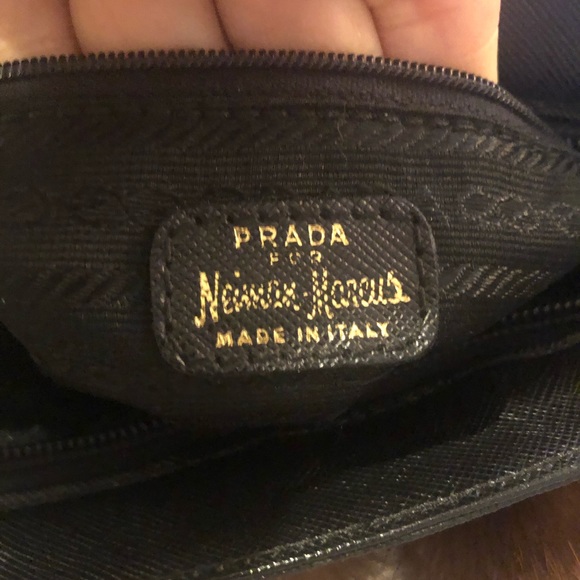 PRADA
FOR
Neiman-Marcus
MADE IN ITALY